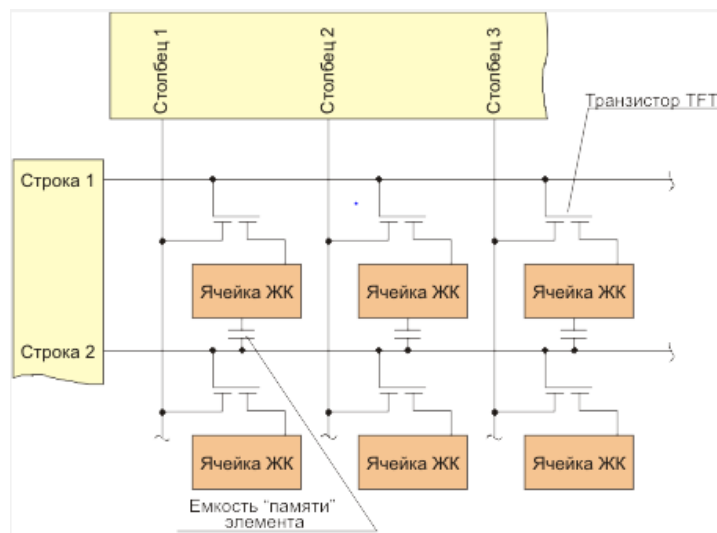 Столбец 1
Столбец 2
Столбец 3
Транзистор TFT
Строка 1
Ячейка ЖК
Ячейка ЖК
Ячейка ЖК
Строка 2
Ячейка ЖК
Ячейка ЖК
Ячейка ЖК
Емкость "памяти"
элемента